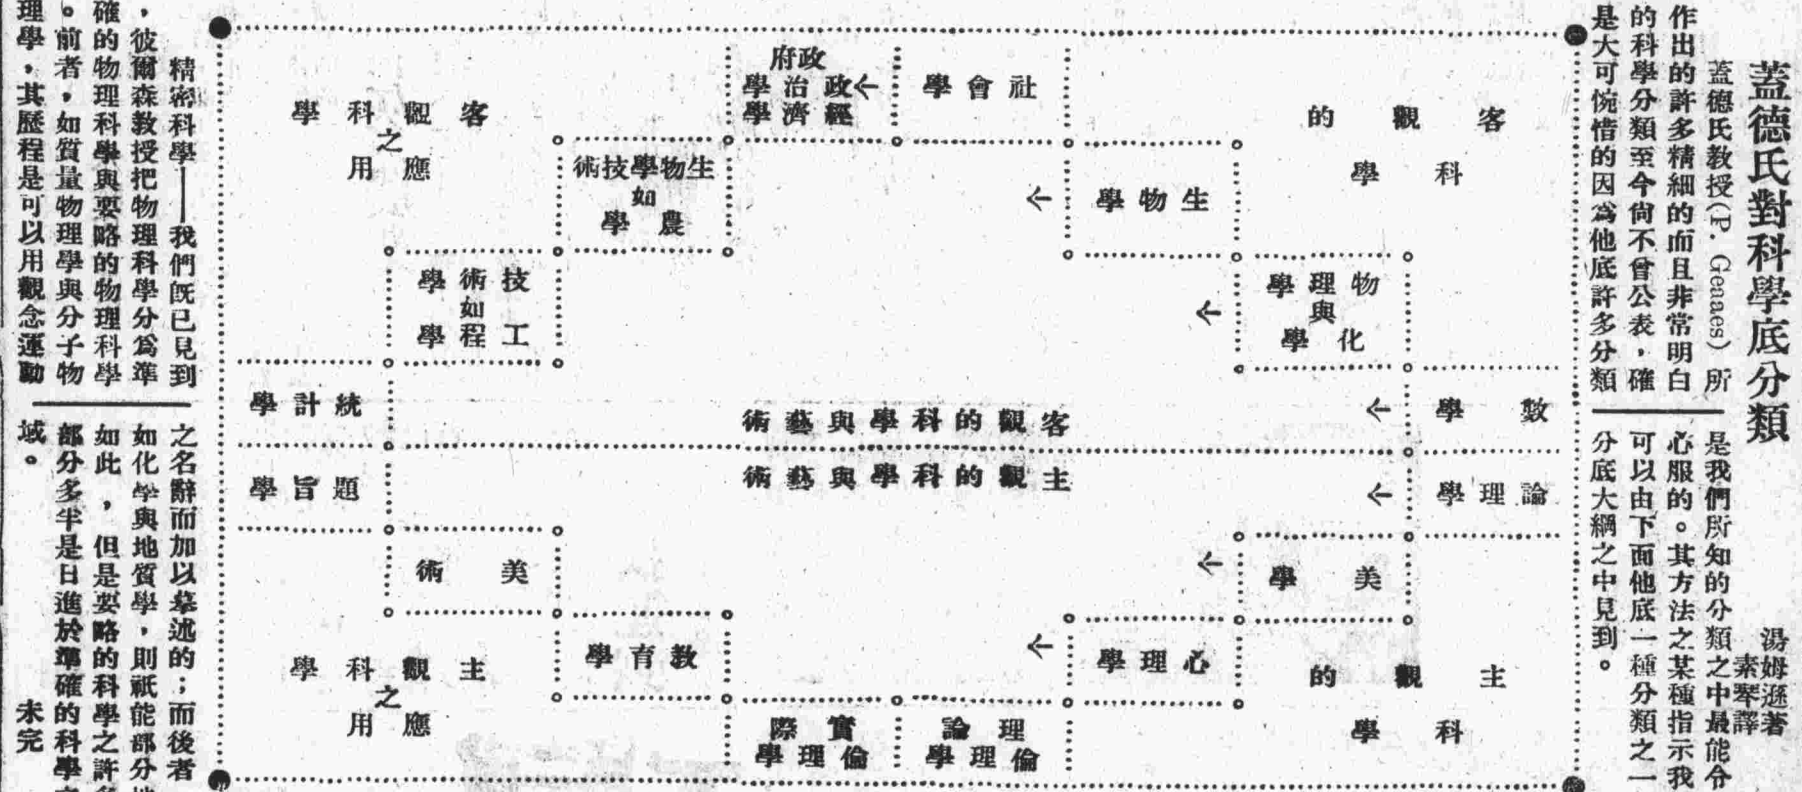 蓋德氏對科學底分類
湯姆遜著
素琴譯
蓋德氏教授(P. Geaaes)所
作出的許多精細的而且非常明白
的科學分類至今尙不曾公表，確
是大可惋惜的因爲他底許多分類
是我們所知的分類之中最能令
心服的。其方法之某種指示我
可以由下面他底一種分類之一
分底大綱之中見到。
客觀的
科學
社會學
政府
政治學
經濟學
客觀科學
之
應用
生物學
生物學技術
如
農學
物理學
與
化學
技術學
如
工程學
數學
統計學
客觀的科學與藝術
主觀的科學與藝術
論理學
題旨學
美學
美術
心理學
教育學
主觀的
科學
理論
倫理學
實際
倫理學
主觀科學
之
應用
精密科學——我們旣已見到
，彼爾森教授把物理科學分爲準
確的物理科學與要略的物理科學
。前者，如質量物理學與分子物
理學，其歷程是可以用觀念運動
之名辭而加以摹述的；而後者
如化學與地質學，則祇能部分地
如此，但是要略的科學之許多
部分多半是日進於準確的科學之
域。
未完